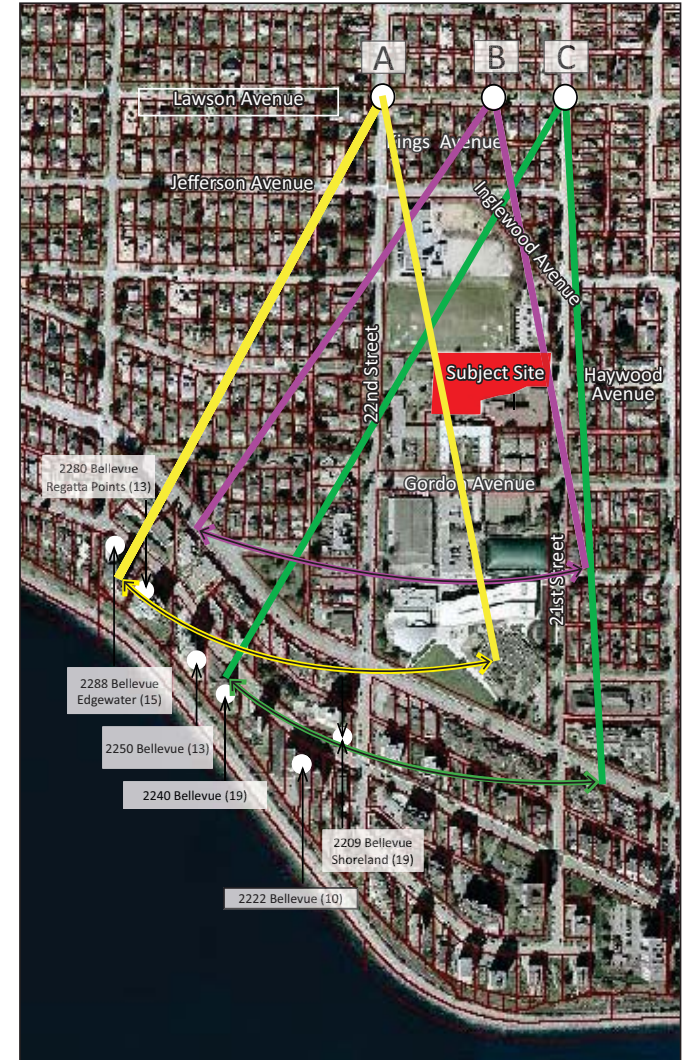 A
B
C
Lawson Avenue
Kings Avenue
Jefferson Avenue
Inglewood Avenue
22nd Street
Subject Site
Haywood
Avenue
2280 Bellevue
Regatta Points (13)
Gordon Avenue
21st Street
2288 Bellevue
Edgewater (15)
2250 Bellevue (13)
2240 Bellevue (19)
2209 Bellevue
Shoreland (19)
2222 Bellevue (10)